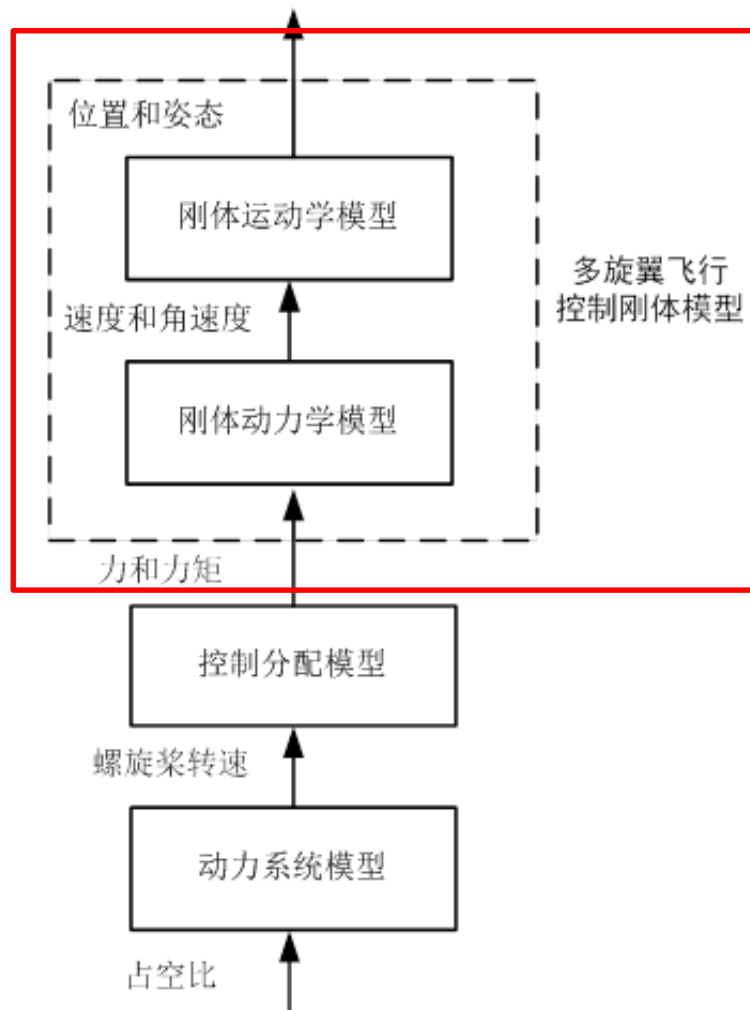 位置和姿态
刚体运动学模型
速度和角速度
多旋翼飞行
控制刚体模型
刚体动力学模型
力和力矩
控制分配模型
螺旋桨转速
动力系统模型
占空比